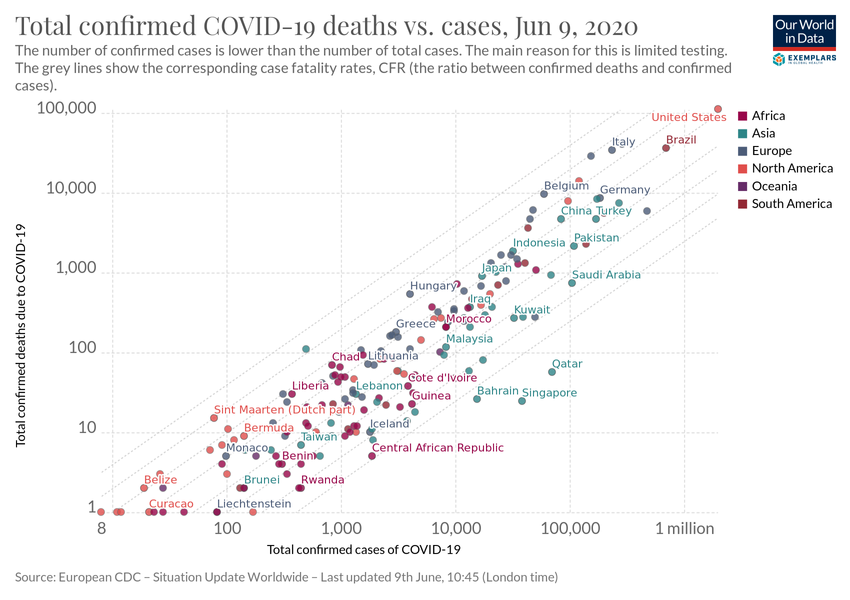 Total confirmed COVID-19 deaths vs. cases, Jun 9, 2020
Our World
in Data
The number of confirmed cases is lower than the number of total cases. The main reason for this is limited testing.
The grey lines show the corresponding case fatality rates, CFR (the ratio between confirmed deaths and confirmed
cases).
EXEMPLARS
IN GLOBAL HEALTH
100,000
10,000
1,000
100
10
1
Total confirmed deaths due to COVID-19
United States
Italy
Brazil
Belgium
Germany
China
Turkey
Indonesia
Pakistan
Japan
Saudi Arabia
Hungary
Iraq
Kuwait
Greece
Morocco
Malaysia
Chad
Lithuania
Qatar
Cote d'Ivoire
Liberia
Lebanon
Guinea
Bahrain
Singapore
Sint Maarten (Dutch part)
Bermuda
Iceland
Taiwan
Monaco
Benin
Central African Republic
Belize
Brunei
Rwanda
Curacao
Liechtenstein
8
100
1,000
10,000
100,000
1 million
Total confirmed cases of COVID-19
Africa
Asia
Europe
North America
Oceania
South America
Source: European CDC – Situation Update Worldwide – Last updated 9th June, 10:45 (London time)